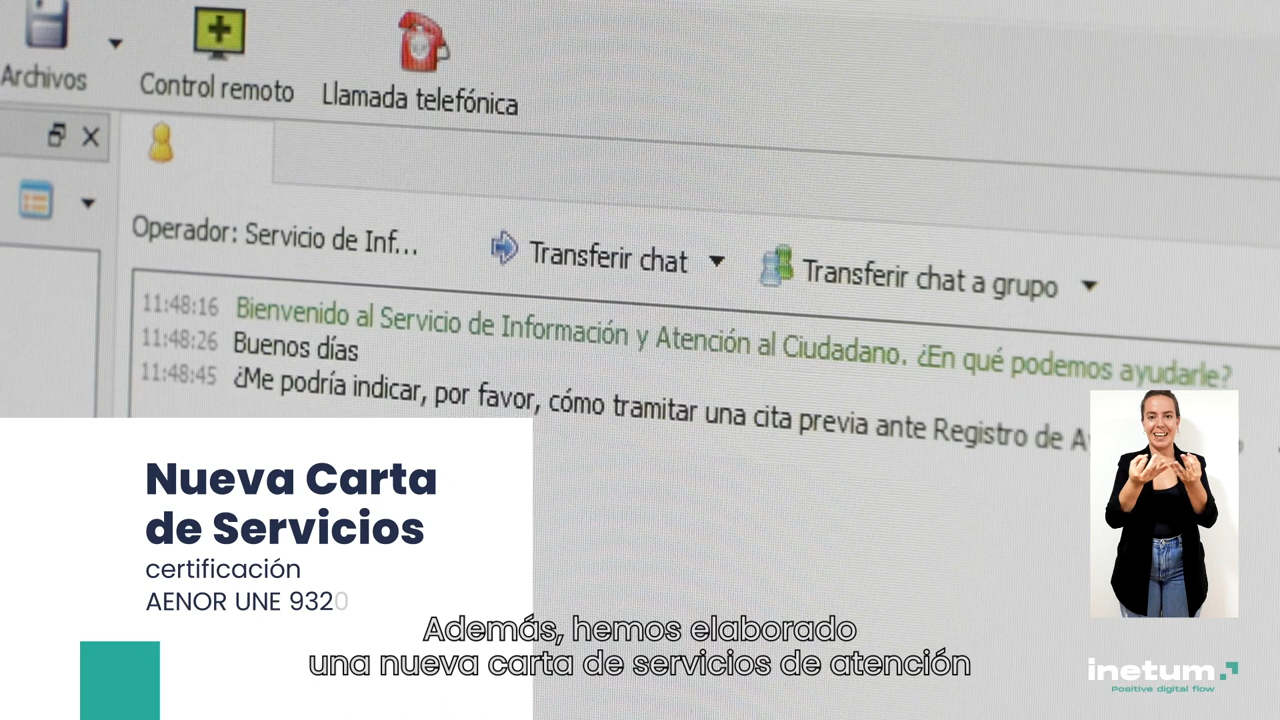 Archivos
Control remoto
Llamada telefónica
Operador: Servicio de Inf...
Transferir chat
Transferir chat a grupo
11:48:16 Bienvenido al Servicio de Información y Atención al Ciudadano. ¿En qué podemos ayudarle?
11:48:26 Buenos días
11:48:45 ¿Me podría indicar, por favor, cómo tramitar una cita previa ante Registro de
Nueva Carta
de Servicios
certificación
AENOR UNE 9320
Además, hemos elaborado
una nueva carta de servicios de atención
inetum
Positive digital flow